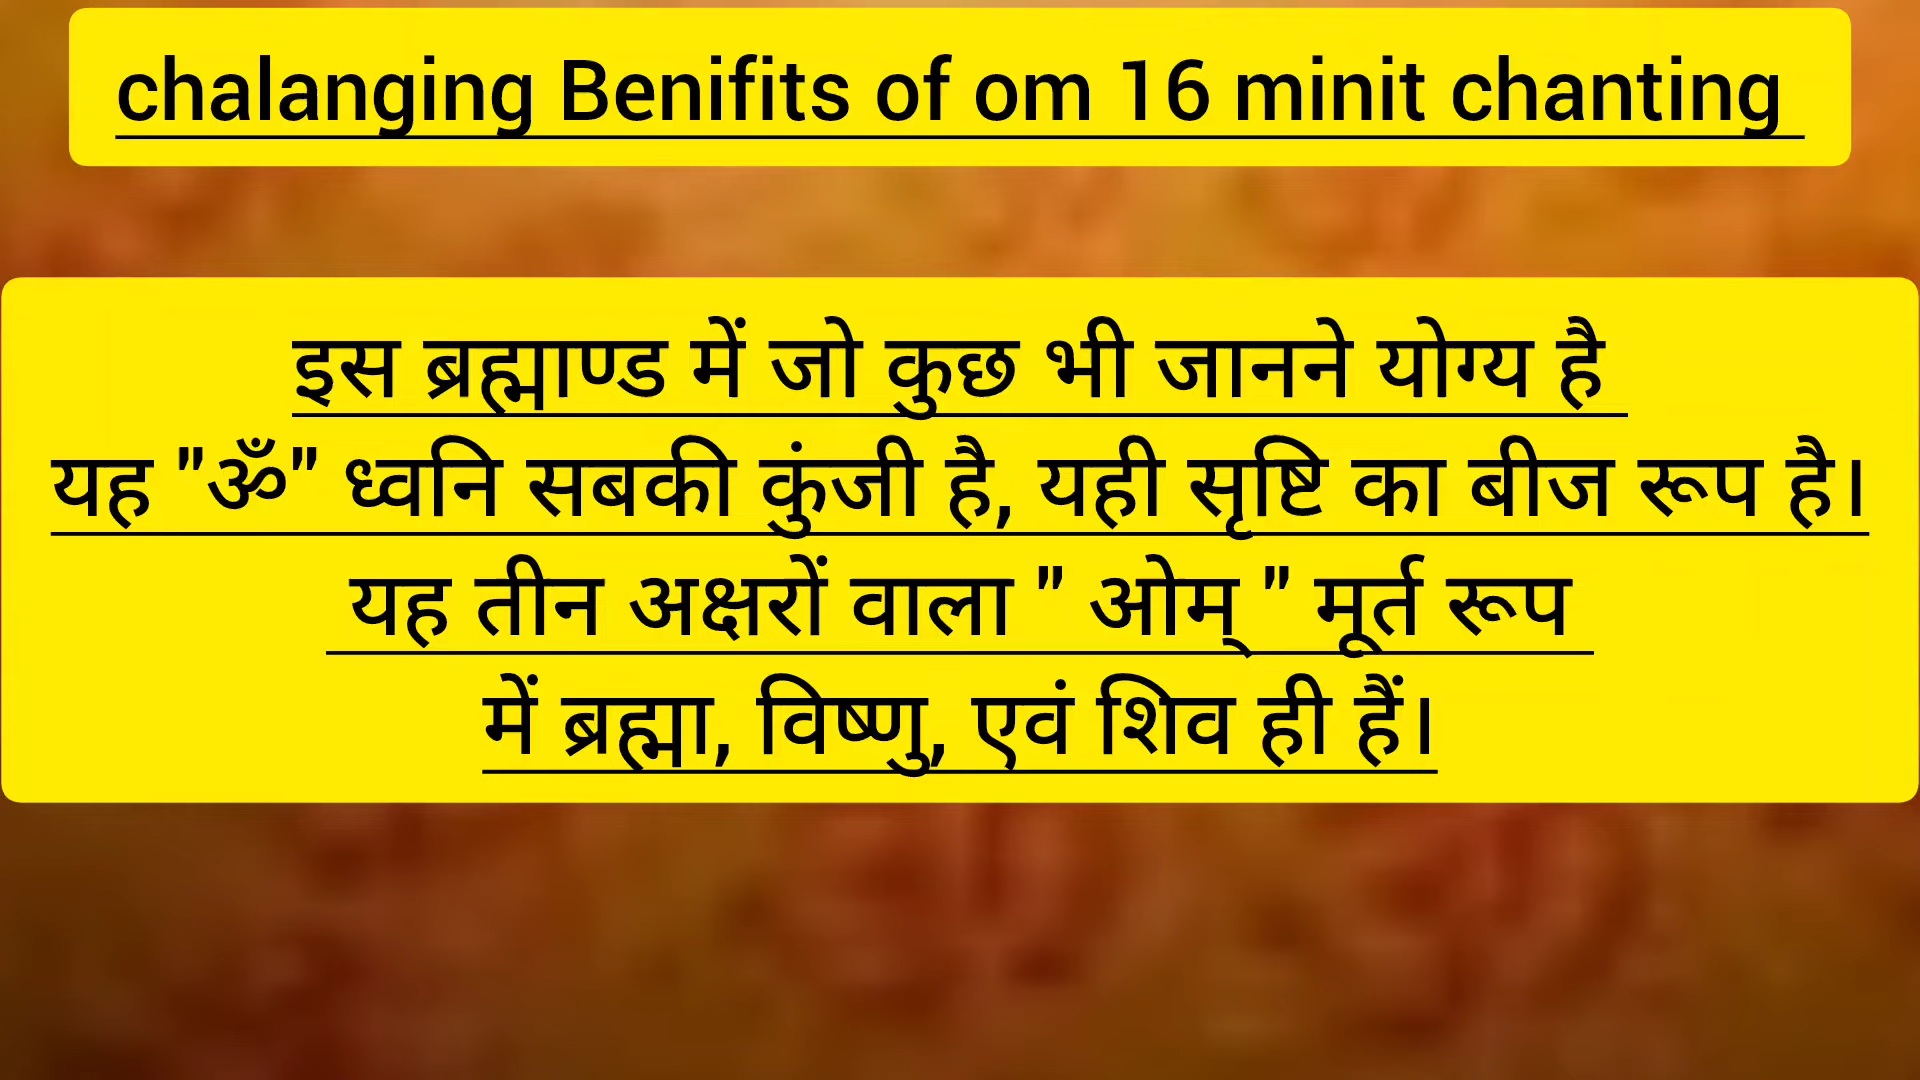 chalanging Benifits of om 16 minit chanting
इस ब्रह्माण्ड में जो कुछ भी जानने योग्य है
यह "ॐ" ध्वनि सबकी कुंजी है, यही सृष्टि का बीज रूप है।
यह तीन अक्षरों वाला " ओम् " मूर्त रूप
में ब्रह्मा, विष्णु, एवं शिव ही हैं।